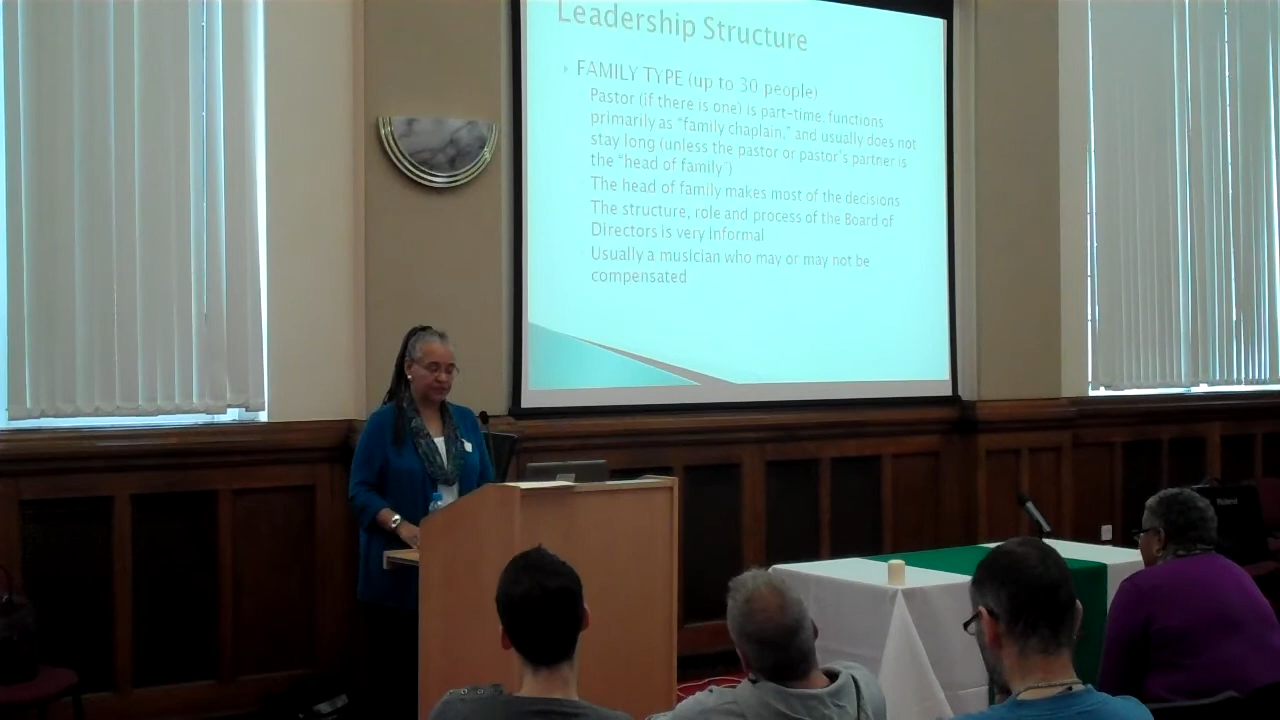 Leadership Structure
FAMILY TYPE (up to 30 people)
Pastor (if there is one) is part-time, functions
primarily as "family chaplain," and usually does not
stay long (unless the pastor or pastor's partner is
the "head of family")
The head of family makes most of the decisions
The structure, role and process of the Board of
Directors is very informal
Usually a musician who may or may not be
compensated
Roland